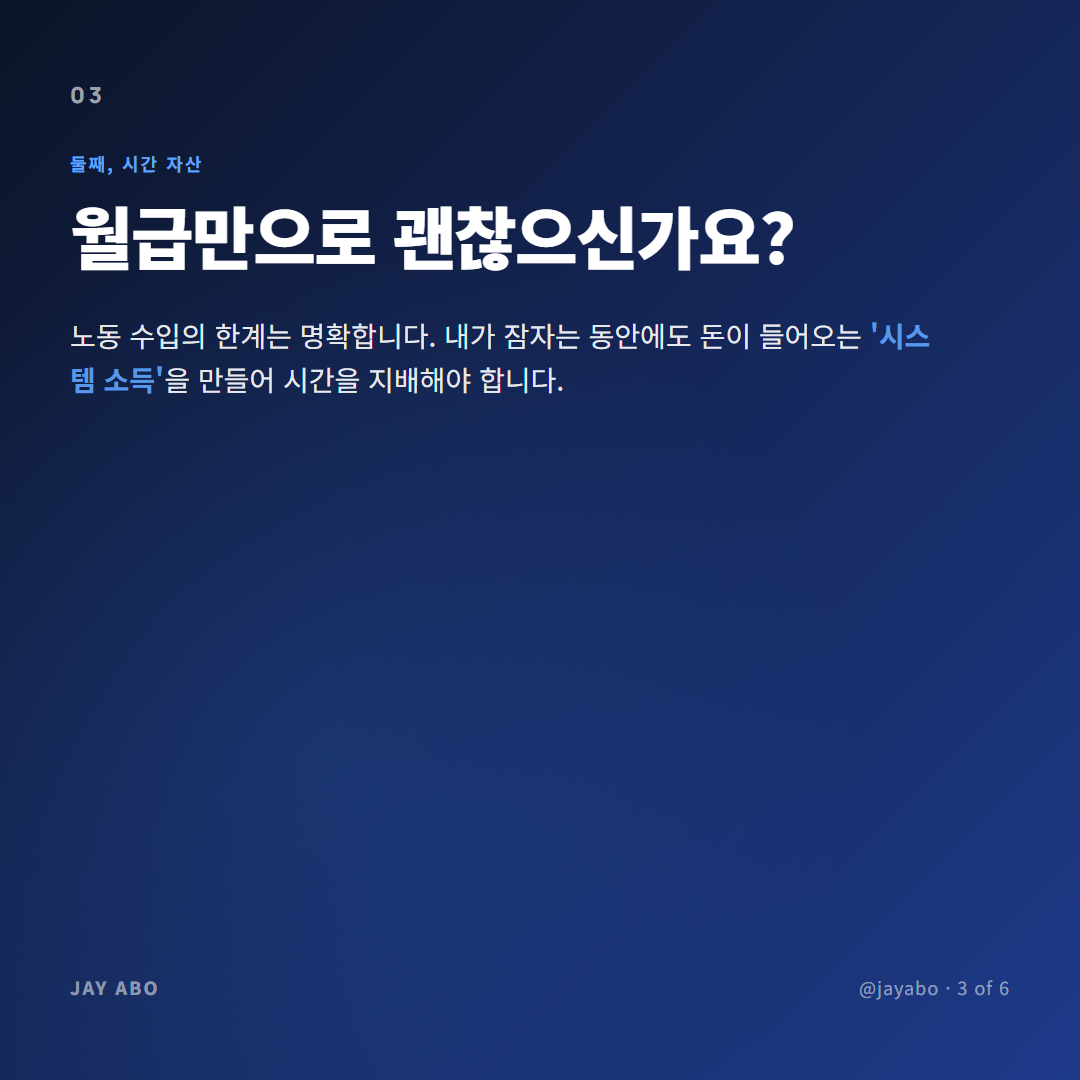 03
둘째, 시간 자산
월급만으로 괜찮으신가요?
노동 수입의 한계는 명확합니다. 내가 잠자는 동안에도 돈이 들어오는 '시스
템 소득'을 만들어 시간을 지배해야 합니다.
JAY ABO
@jayabo · 3 of 6